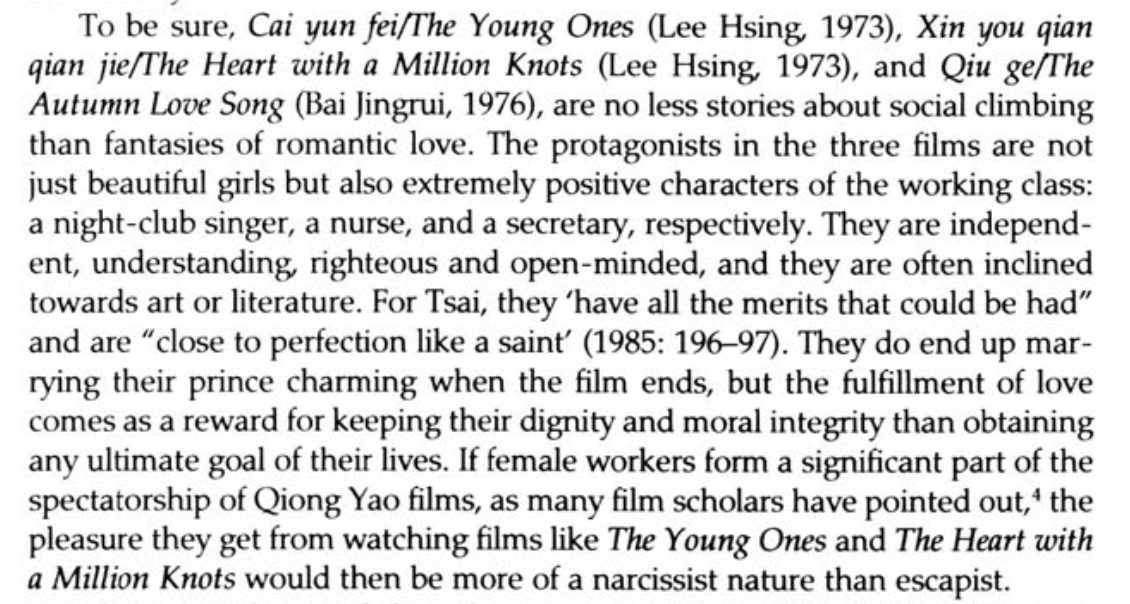 To be sure, Cai yun fei/The Young Ones (Lee Hsing, 1973), Xin you qian
qian jie/The Heart with a Million Knots (Lee Hsing, 1973), and Qiu ge/The
Autumn Love Song (Bai Jingrui, 1976), are no less stories about social climbing
than fantasies of romantic love. The protagonists in the three films are not
just beautiful girls but also extremely positive characters of the working class:
a night-club singer, a nurse, and a secretary, respectively. They are independ-
ent, understanding, righteous and open-minded, and they are often inclined
towards art or literature. For Tsai, they 'have all the merits that could be had"
and are "close to perfection like a saint' (1985: 196–97). They do end up mar-
rying their prince charming when the film ends, but the fulfillment of love
comes as a reward for keeping their dignity and moral integrity than obtaining
any ultimate goal of their lives. If female workers form a significant part of the
spectatorship of Qiong Yao films, as many film scholars have pointed out,⁴ the
pleasure they get from watching films like The Young Ones and The Heart with
a Million Knots would then be more of a narcissist nature than escapist.